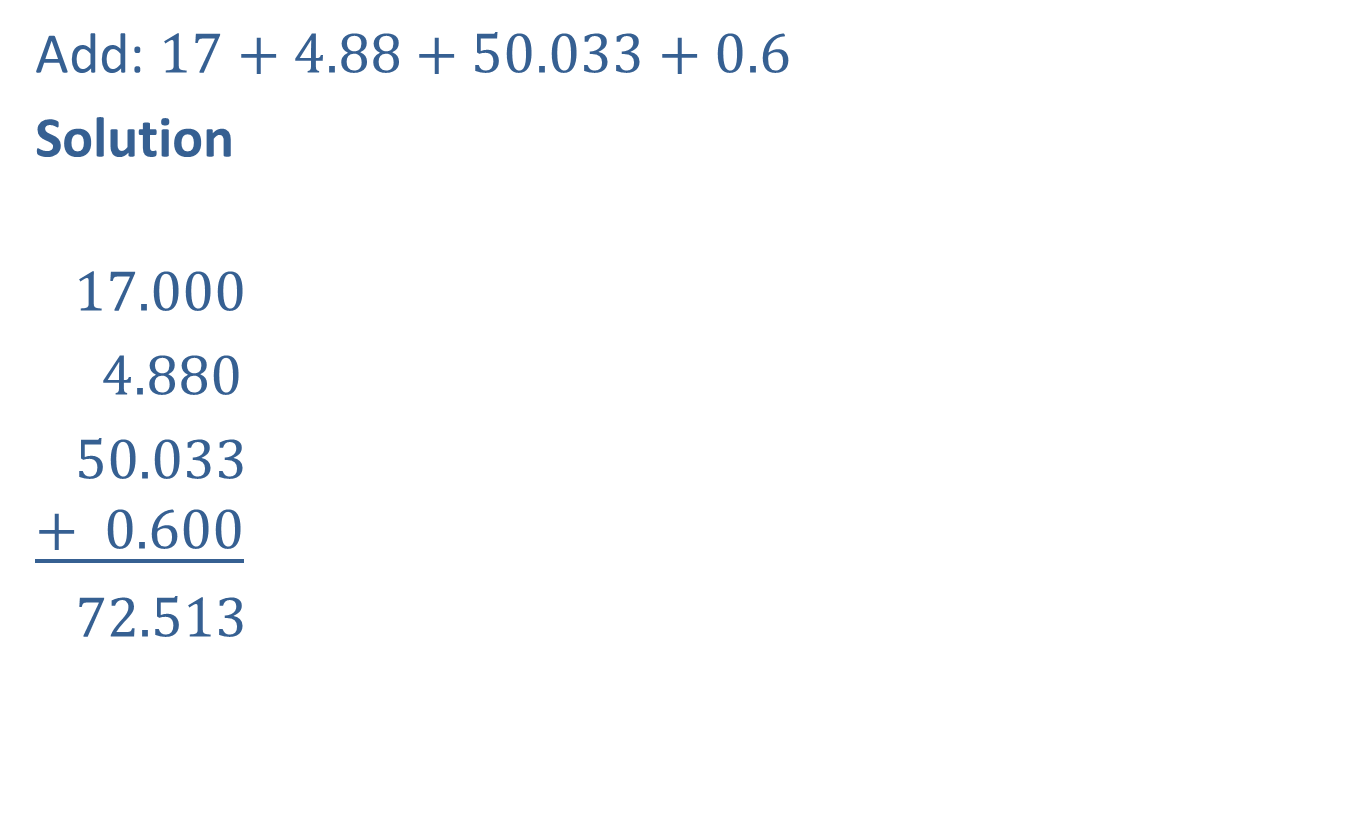 Add: 17 + 4.88 + 50.033 + 0.6
Solution
17.000
4.880
50.033
+ 0.600
72.513